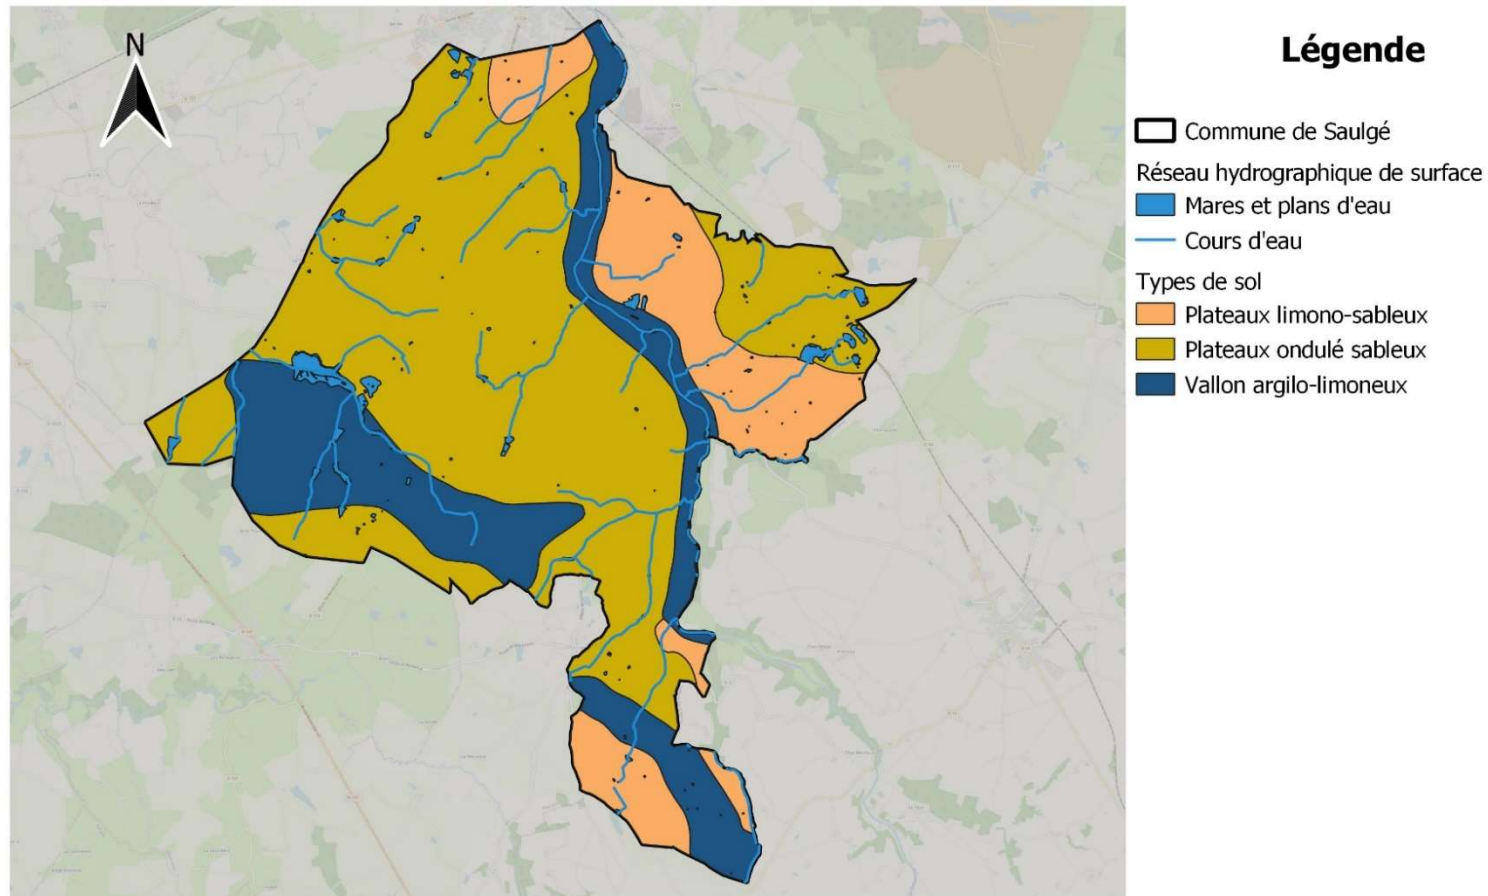 N
Légende
Commune de Saulgé
Réseau hydrographique de surface
Mares et plans d'eau
Cours d'eau
Types de sol
Plateaux limono-sableux
Plateaux ondulé sableux
Vallon argilo-limoneux